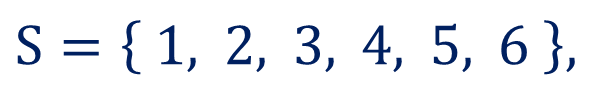 S = { 1, 2, 3, 4, 5, 6 },